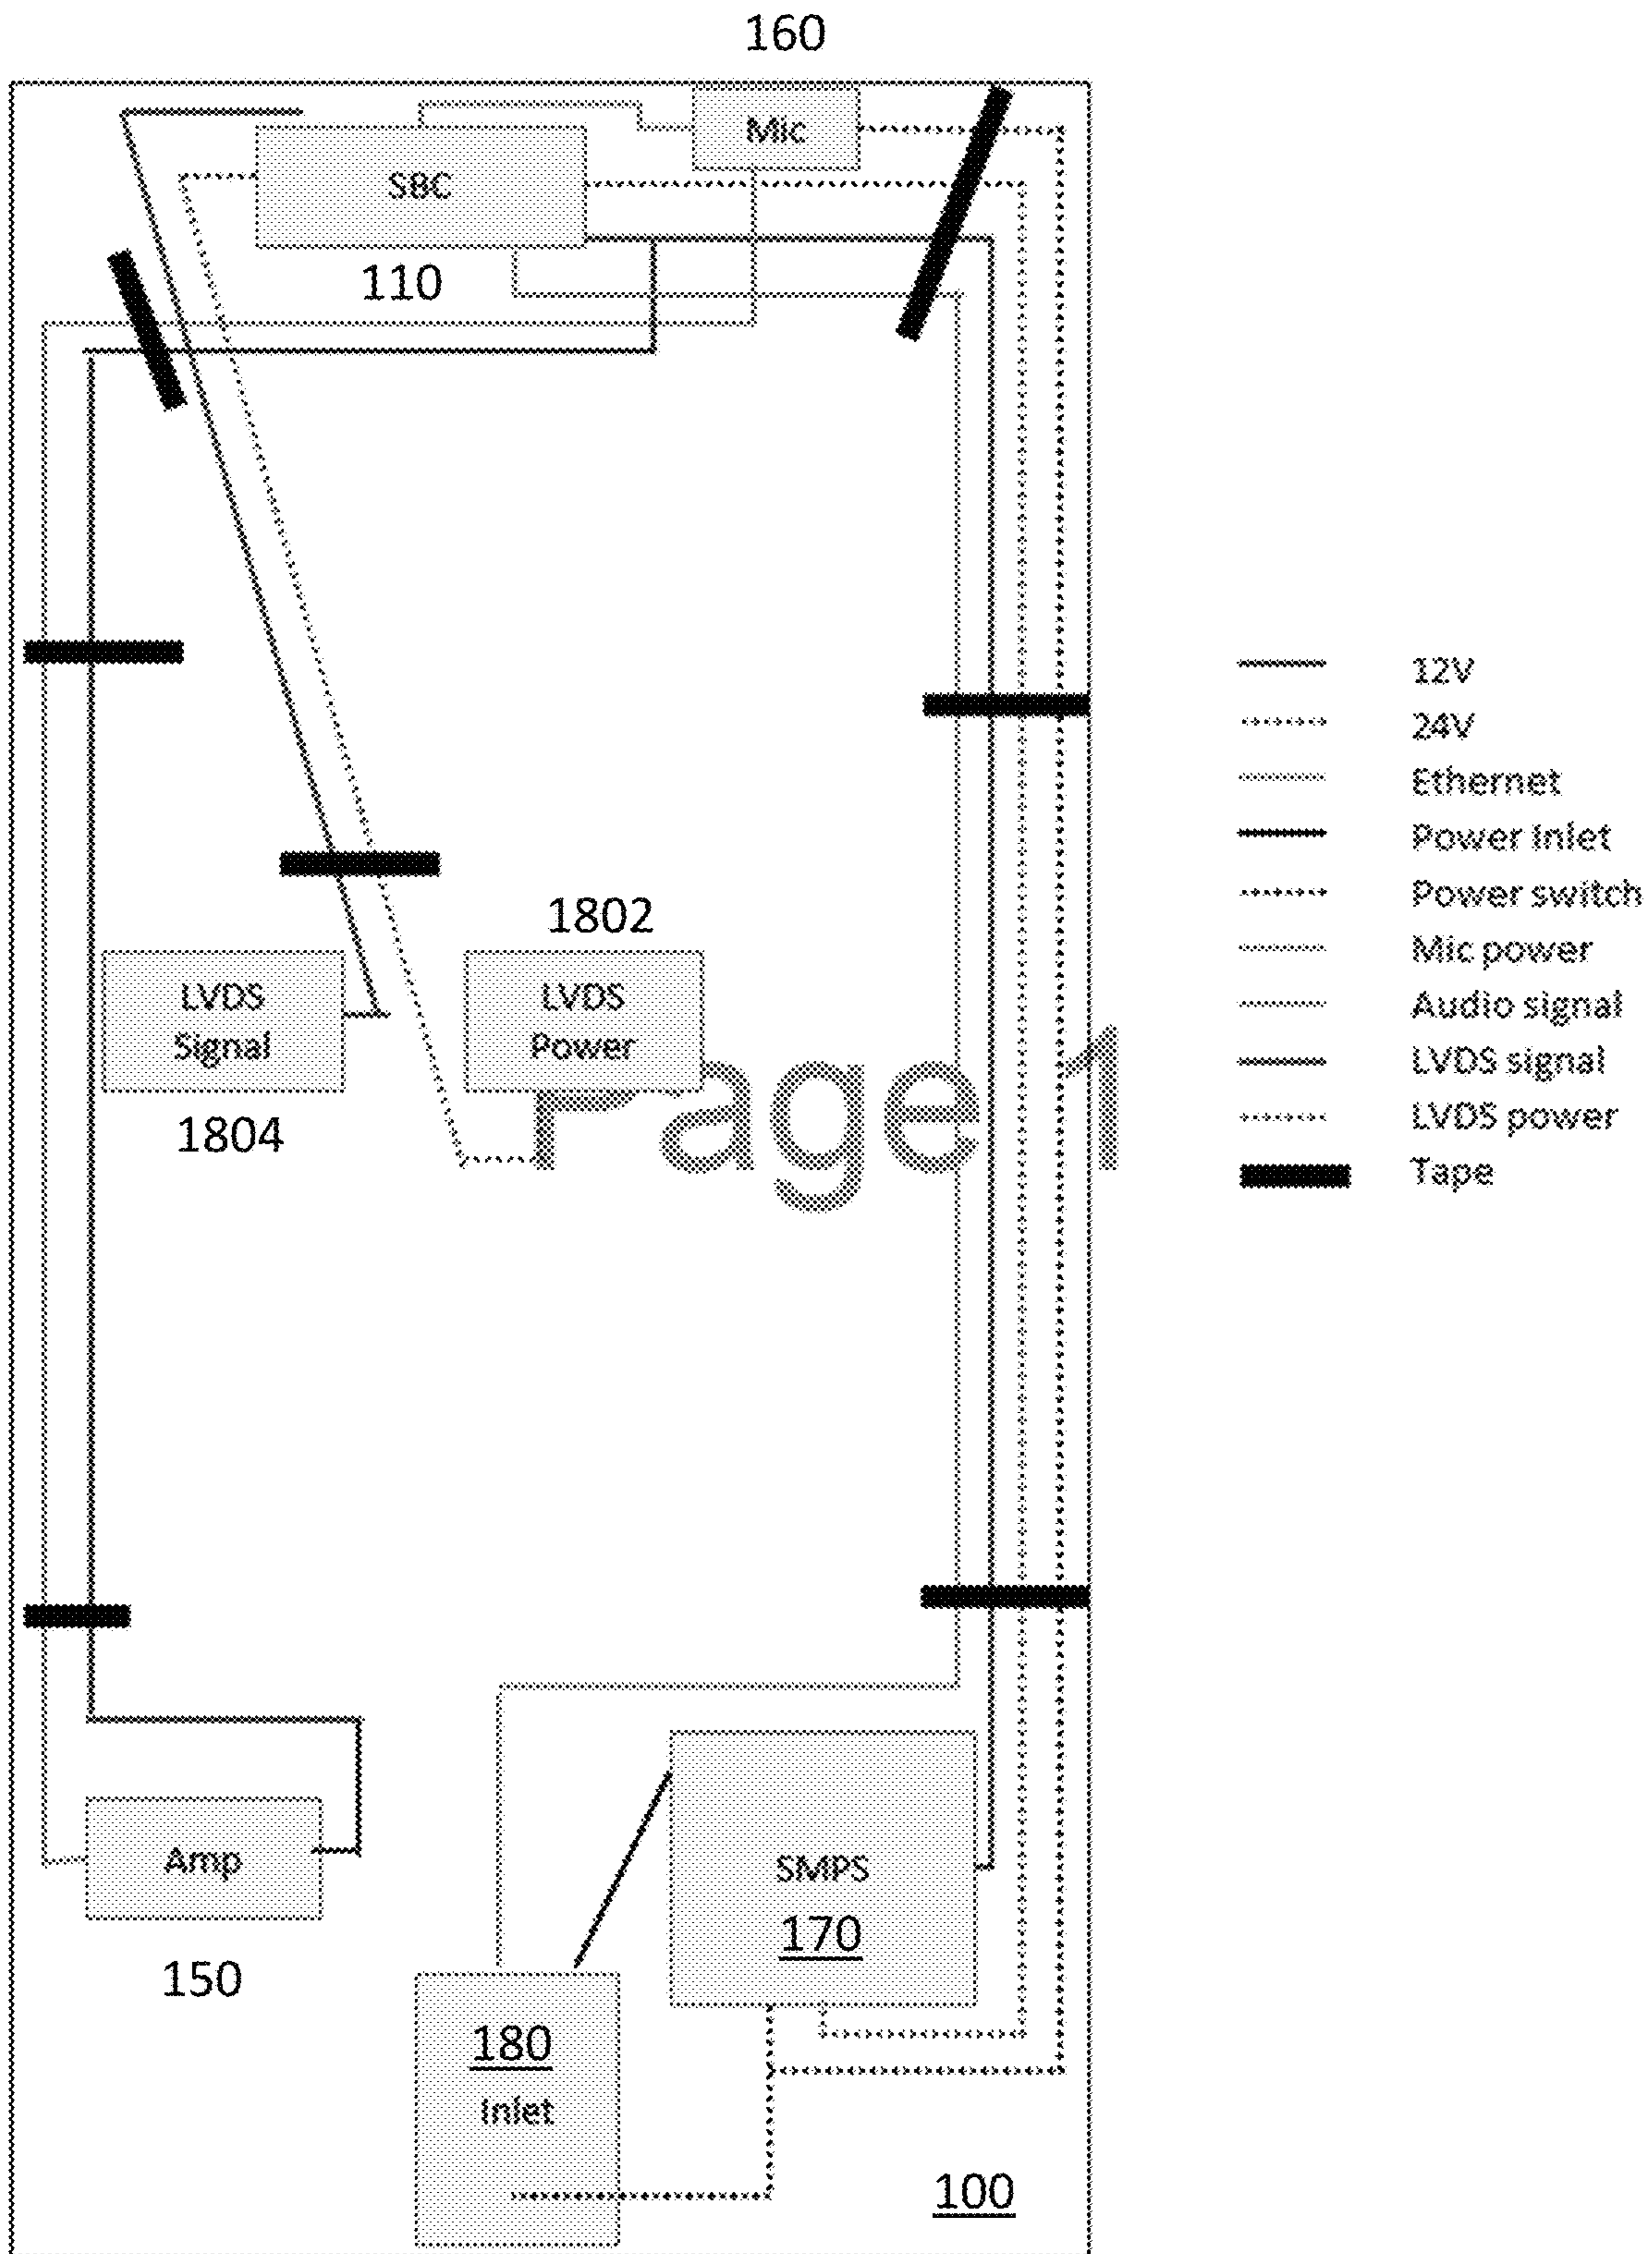 160
Mic
SBC
110
12V
24V
Ethernet
Power Inlet
Power switch
Mic power
Audio signal
LVDS signal
LVDS power
Tape
1802
LVDS
Signal
LVDS
Power
1804
Page 1
Amp
150
SMPS
170
180
Inlet
100